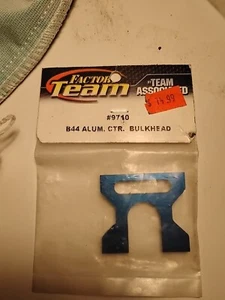 FACTORY
Team
TEAM
ASSOCIATED
#9710
B44 ALUM. CTR. BULKHEAD